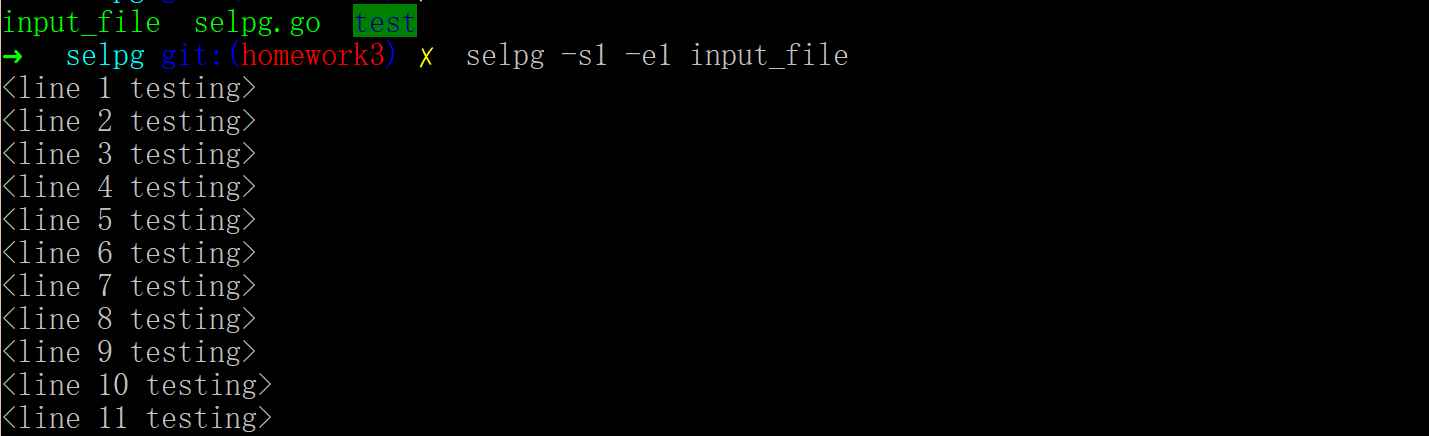 input_file  selpg.go  test
➜  selpg git:(homework3) ✗  selpg -s1 -e1 input_file
<line 1 testing>
<line 2 testing>
<line 3 testing>
<line 4 testing>
<line 5 testing>
<line 6 testing>
<line 7 testing>
<line 8 testing>
<line 9 testing>
<line 10 testing>
<line 11 testing>